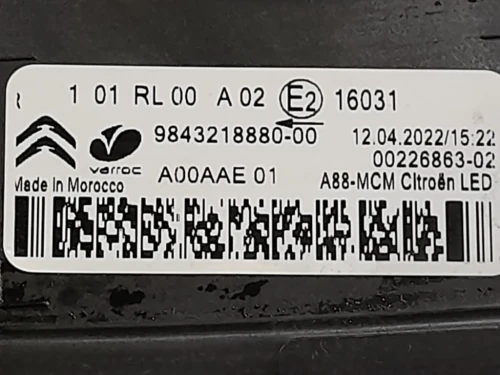 1 01 RL 00 A 02 E2 16031
9843218880-00 12.04.2022/15:22
varroc 00226863-02
A00AAE 01 A88-MCM Citroën LED
Made in Morocco